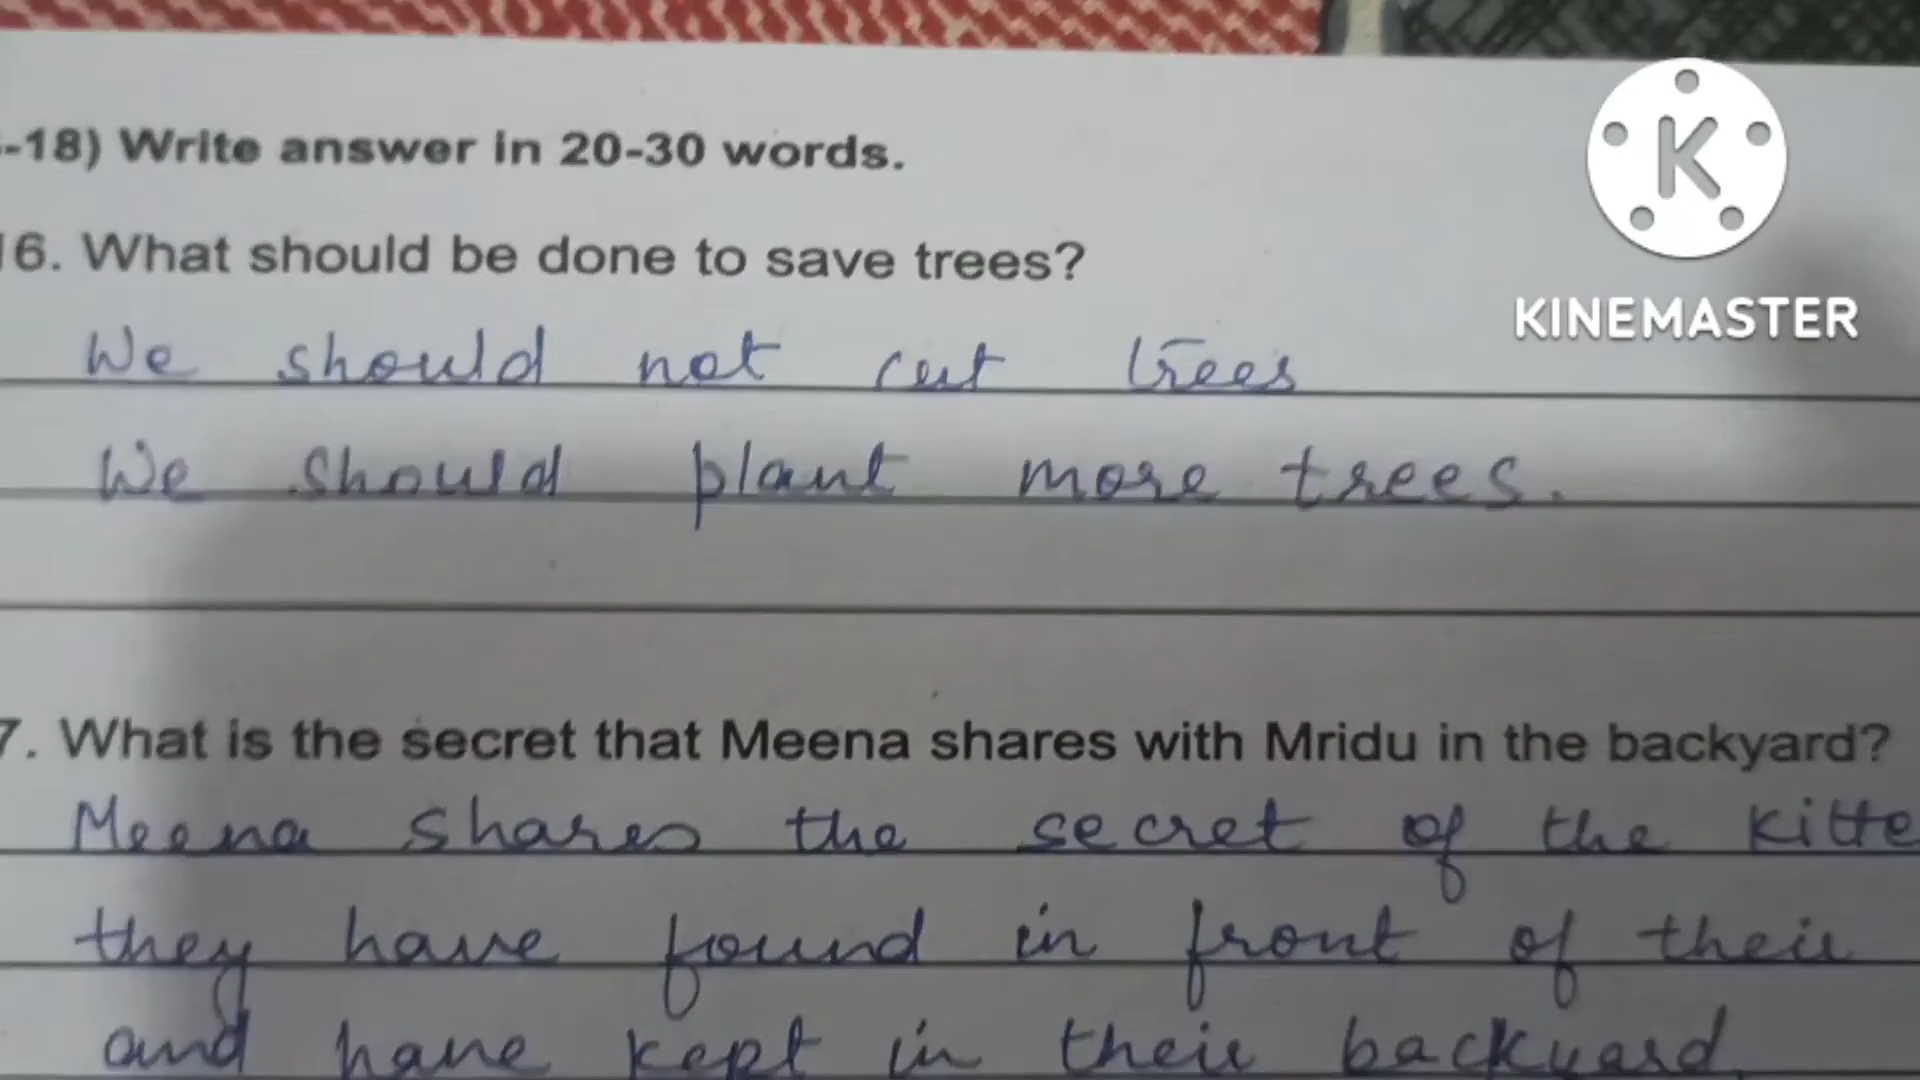 -18) Write answer in 20-30 words.
K
KINEMASTER
16. What should be done to save trees?
We should not cut trees
We should plant more trees.
7. What is the secret that Meena shares with Mridu in the backyard?
Meena shares the secret of the kitte
they have found in front of their
and have kept in their backyard